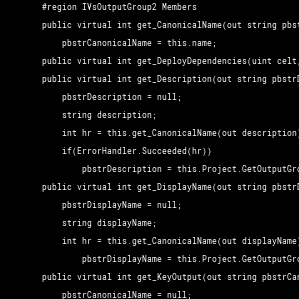 #region IVsOutputGroup2 Members
public virtual int get_CanonicalName(out string pbst
pbstrCanonicalName = this.name;
public virtual int get_DeployDependencies(uint celt,
public virtual int get_Description(out string pbstrD
pbstrDescription = null;
string description;
int hr = this.get_CanonicalName(out description)
if(ErrorHandler.Succeeded(hr))
pbstrDescription = this.Project.GetOutputGro
public virtual int get_DisplayName(out string pbstrD
pbstrDisplayName = null;
string displayName;
int hr = this.get_CanonicalName(out displayName)
pbstrDisplayName = this.Project.GetOutputGro
public virtual int get_KeyOutput(out string pbstrCan
pbstrCanonicalName = null;